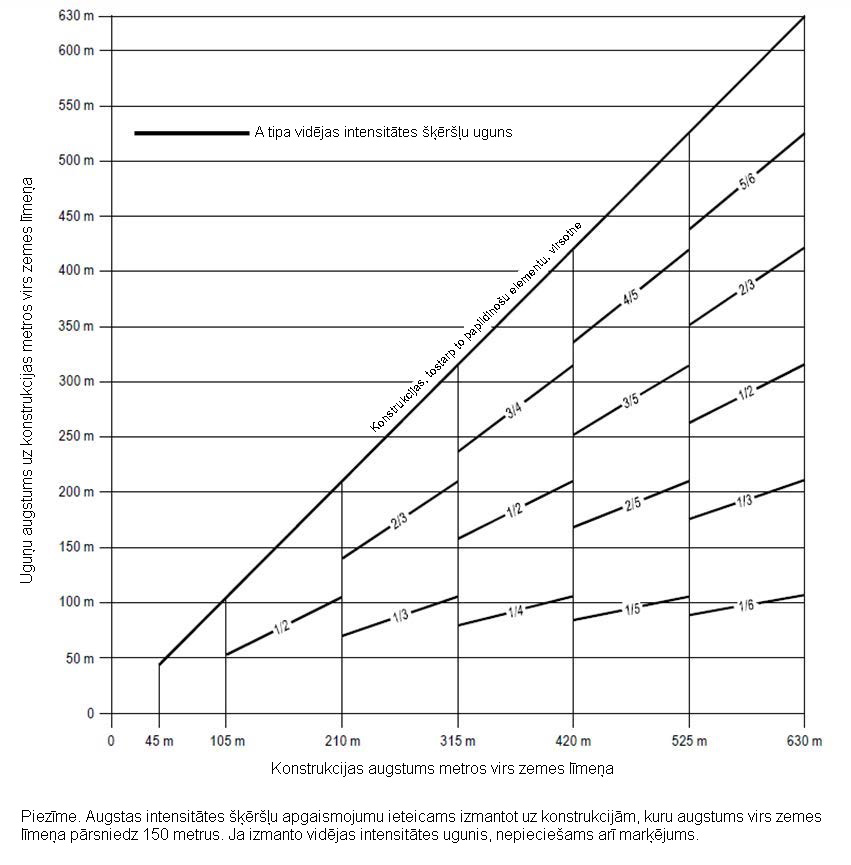 630 m
600 m
550 m
A tipa vidējas intensitātes šķēršļu uguns
500 m
450 m
400 m
350 m
300 m
250 m
200 m
150 m
100 m
50 m
0
Uguņu augstums uz konstrukcijas metros virs zemes līmeņa
Konstrukcijas, tostarp to papildinošu elementu, virsotne
5/6
4/5
2/3
3/4
3/5
1/2
2/3
1/2
2/5
1/3
1/2
1/3
1/4
1/5
1/6
0 45 m 105 m 210 m 315 m 420 m 525 m 630 m
Konstrukcijas augstums metros virs zemes līmeņa
Piezīme. Augstas intensitātes šķēršļu apgaismojumu ieteicams izmantot uz konstrukcijām, kuru augstums virs zemes
līmeņa pārsniedz 150 metrus. Ja izmanto vidējas intensitātes ugunis, nepieciešams arī marķējums.